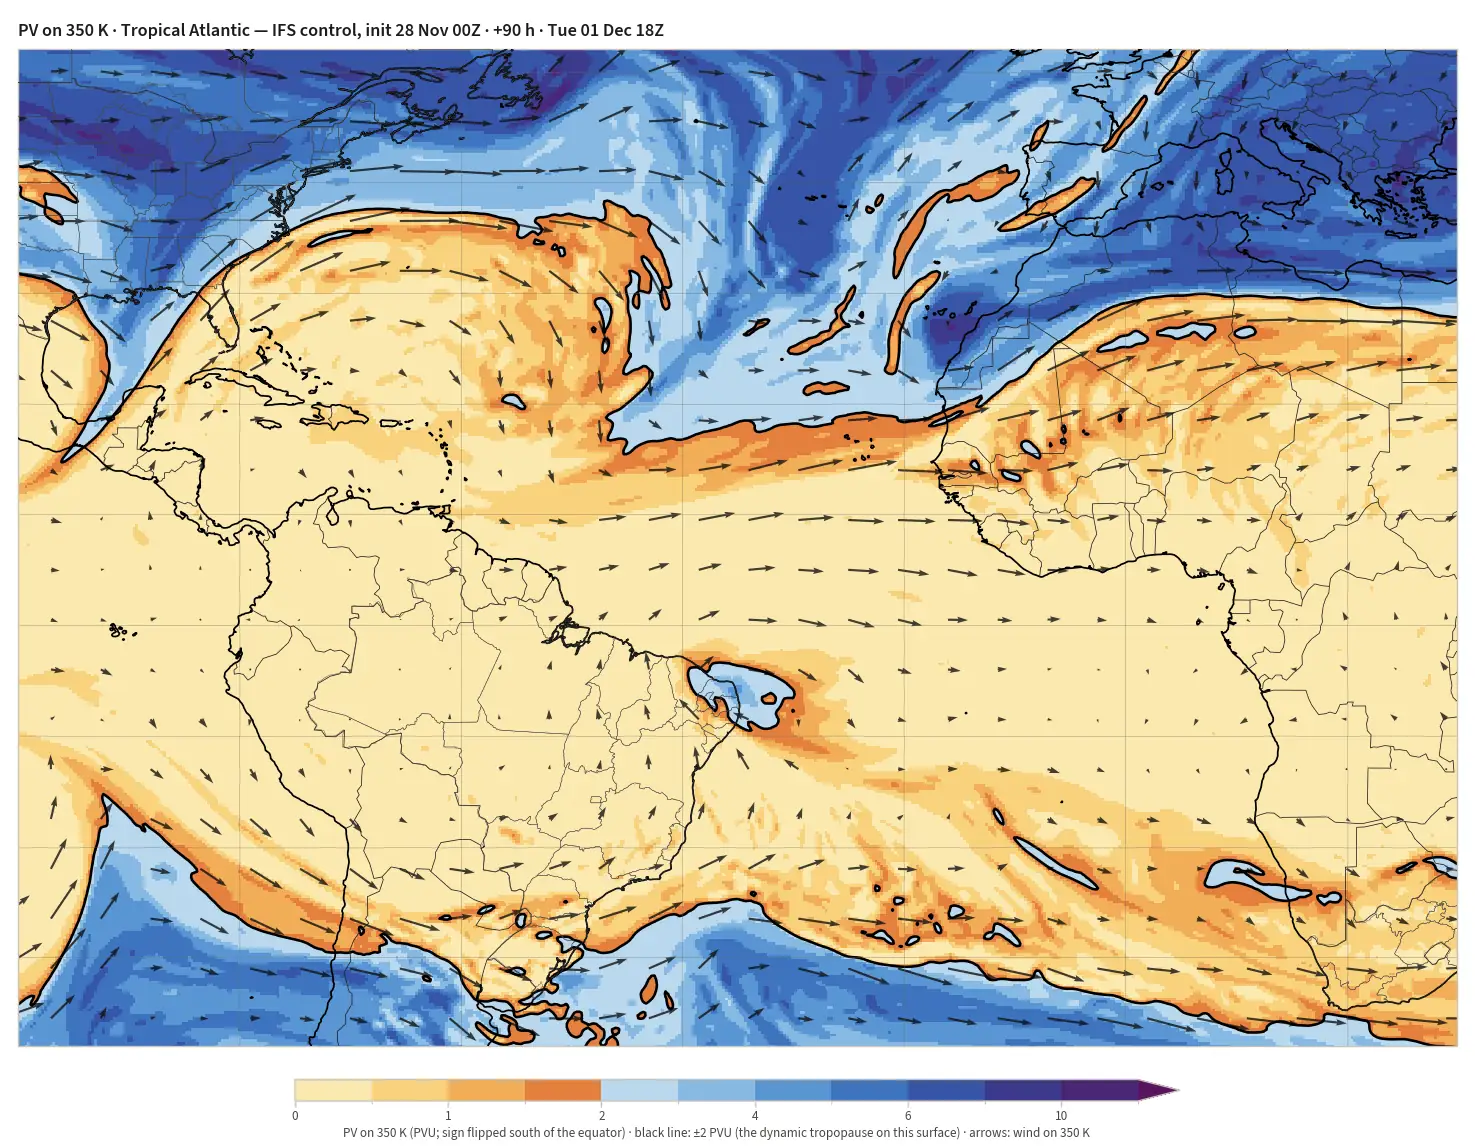 PV on 350 K · Tropical Atlantic — IFS control, init 28 Nov 00Z · +90 h · Tue 01 Dec 18Z
0 1 2 4 6 8 10
PV on 350 K (PVU; sign flipped south of the equator) · black line: ±2 PVU (the dynamic tropopause on this surface) · arrows: wind on 350 K